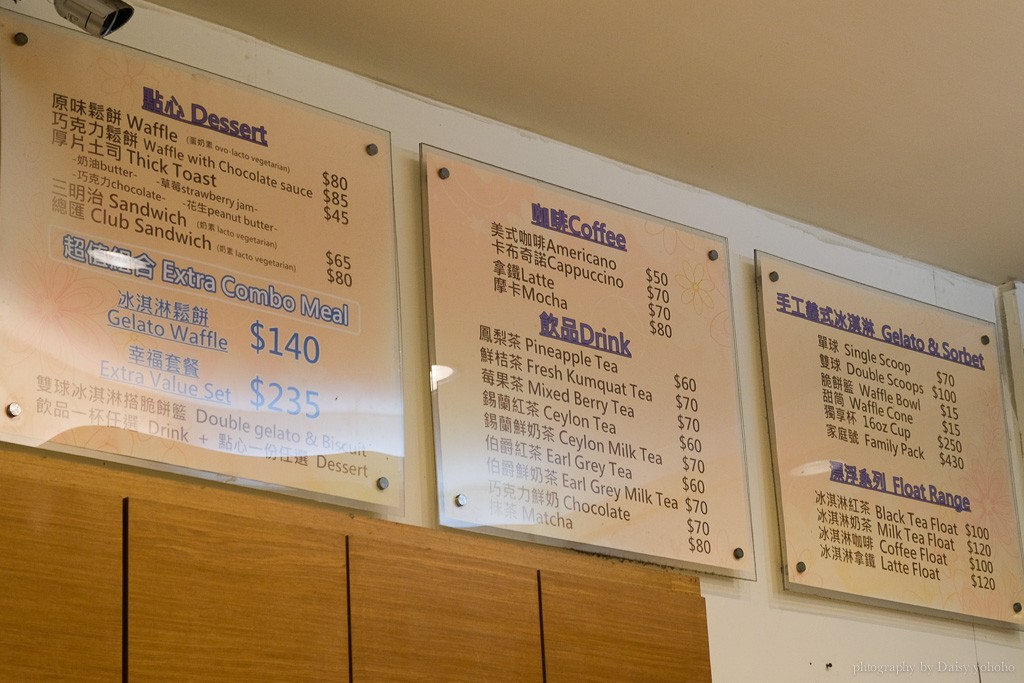 點心 Dessert
原味鬆餅 Waffle (蛋奶素 ovo-lacto vegetarian) $80
巧克力鬆餅 Waffle with Chocolate sauce $85
厚片土司 Thick Toast $45
-奶油butter- -草莓strawberry jam-
-巧克力chocolate- -花生peanut butter-
三明治 Sandwich (奶素 lacto vegetarian) $65
總匯 Club Sandwich (奶素 lacto vegetarian) $80
超值組合 Extra Combo Meal
冰淇淋鬆餅
Gelato Waffle $140
幸福套餐
Extra Value Set $235
雙球冰淇淋搭脆餅籃 Double gelato & Biscuit
飲品一杯任選 Drink + 點心一份任選 Dessert
咖啡Coffee
美式咖啡Americano $50
卡布奇諾Cappuccino $70
拿鐵Latte $70
摩卡Mocha $80
飲品Drink
鳳梨茶 Pineapple Tea $60
鮮桔茶 Fresh Kumquat Tea $70
莓果茶 Mixed Berry Tea $70
錫蘭紅茶 Ceylon Tea $60
錫蘭鮮奶茶 Ceylon Milk Tea $70
伯爵紅茶 Earl Grey Tea $60
伯爵鮮奶茶 Earl Grey Milk Tea $70
巧克力鮮奶 Chocolate $70
抹茶 Matcha $80
手工義式冰淇淋 Gelato & Sorbet
單球 Single Scoop $70
雙球 Double Scoops $100
脆餅籃 Waffle Bowl $15
甜筒 Waffle Cone $15
獨享杯 16oz Cup $250
家庭號 Family Pack $430
漂浮系列 Float Range
冰淇淋紅茶 Black Tea Float $100
冰淇淋奶茶 Milk Tea Float $120
冰淇淋咖啡 Coffee Float $100
冰淇淋拿鐵 Latte Float $120
photography by Daisy yohoho